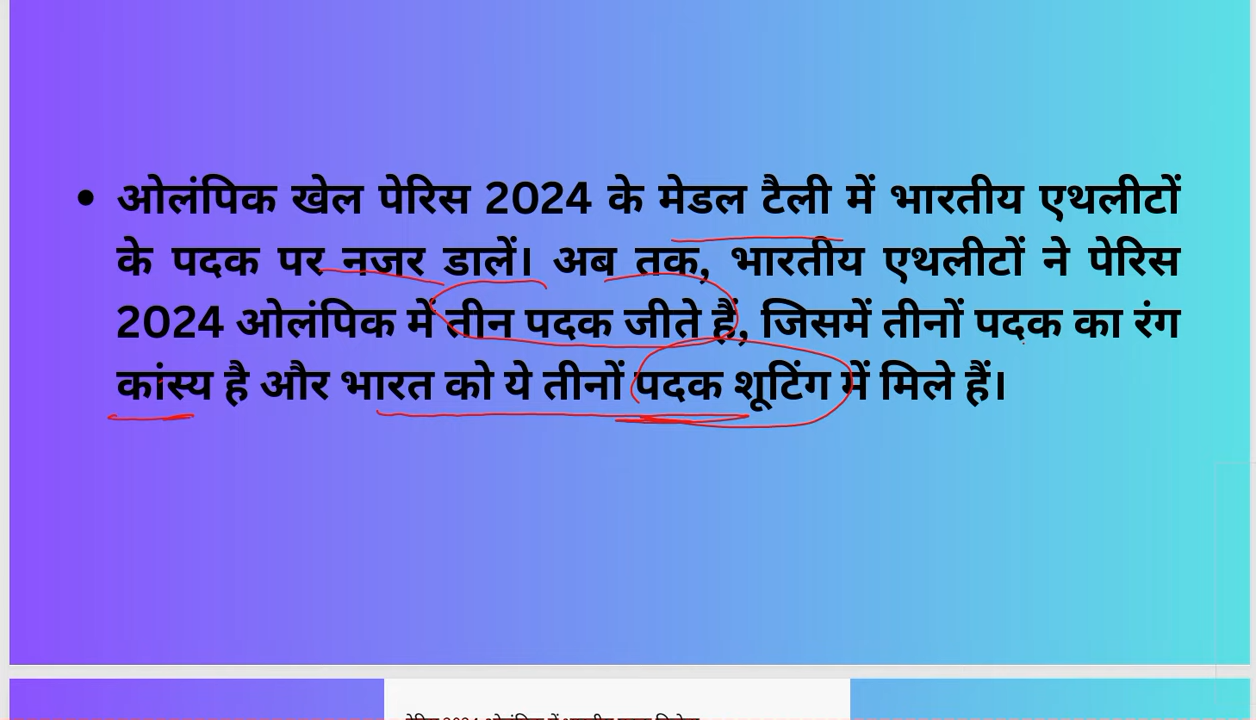 • ओलंपिक खेल पेरिस 2024 के मेडल टैली में भारतीय एथलीटों
के पदक पर नजर डालें। अब तक, भारतीय एथलीटों ने पेरिस
2024 ओलंपिक में तीन पदक जीते हैं, जिसमें तीनों पदक का रंग
कांस्य है और भारत को ये तीनों पदक शूटिंग में मिले हैं।